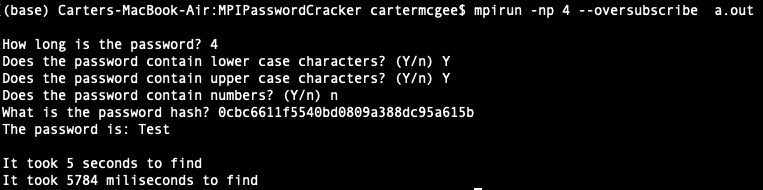 (base) Carters-MacBook-Air:MPIPasswordCracker cartermcgee$ mpirun -np 4 --oversubscribe  a.out
How long is the password? 4
Does the password contain lower case characters? (Y/n) Y
Does the password contain upper case characters? (Y/n) Y
Does the password contain numbers? (Y/n) n
What is the password hash? 0cbc6611f5540bd0809a388dc95a615b
The password is: Test
It took 5 seconds to find
It took 5784 miliseconds to find